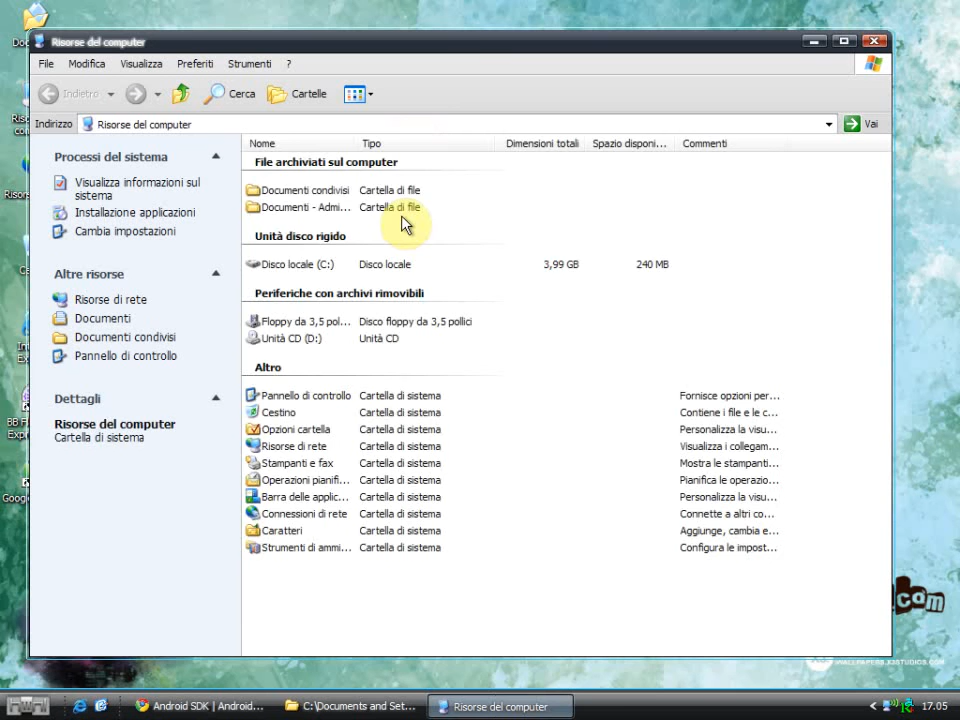 Risorse del computer
File Modifica Visualizza Preferiti Strumenti ?
Indietro Cerca Cartelle
Indirizzo Risorse del computer Vai
Processi del sistema
Visualizza informazioni sul
sistema
Installazione applicazioni
Cambia impostazioni
Altre risorse
Risorse di rete
Documenti
Documenti condivisi
Pannello di controllo
Dettagli
Risorse del computer
Cartella di sistema
Nome Tipo Dimensioni totali Spazio disponi... Commenti
File archiviati sul computer
Documenti condivisi Cartella di file
Documenti - Admi... Cartella di file
Unità disco rigido
Disco locale (C:) Disco locale 3,99 GB 240 MB
Periferiche con archivi rimovibili
Floppy da 3,5 pol... Disco floppy da 3,5 pollici
Unità CD (D:) Unità CD
Altro
Pannello di controllo Cartella di sistema Fornisce opzioni per...
Cestino Cartella di sistema Contiene i file e le c...
Opzioni cartella Cartella di sistema Personalizza la visu...
Risorse di rete Cartella di sistema Visualizza i collegam...
Stampanti e fax Cartella di sistema Mostra le stampanti...
Operazioni pianifi... Cartella di sistema Pianifica le operazio...
Barra delle applic... Cartella di sistema Personalizza la visu...
Connessioni di rete Cartella di sistema Connette a altri co...
Caratteri Cartella di sistema Aggiunge, cambia e...
Strumenti di ammi... Cartella di sistema Configura le impost...
.com
WALLPAPERS.X3STUDIOS.COM
Android SDK | Android... C:\Documents and Set... Risorse del computer 17.05